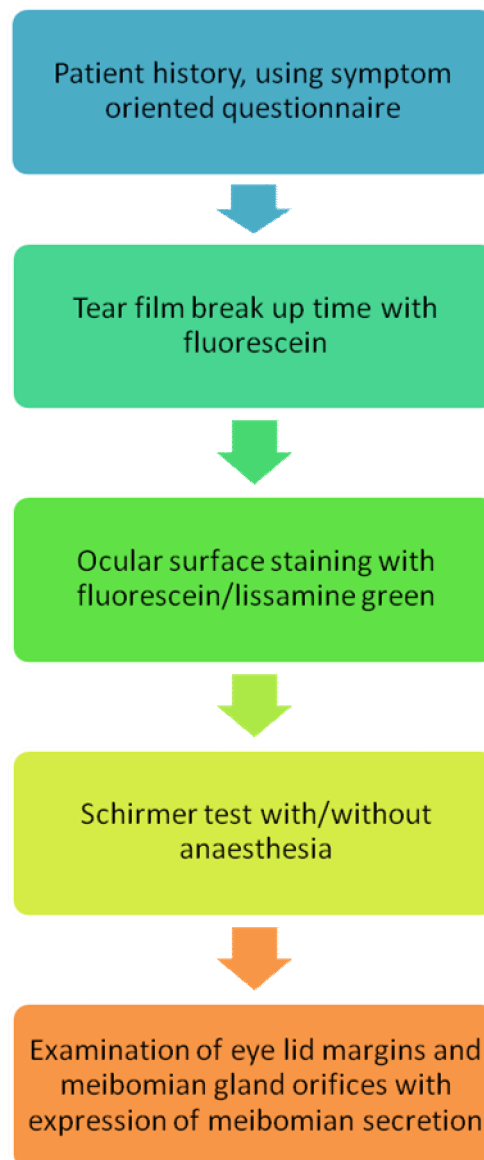 Patient history, using symptom
oriented questionnaire
Tear film break up time with
fluorescein
Ocular surface staining with
fluorescein/lissamine green
Schirmer test with/without
anaesthesia
Examination of eye lid margins and
meibomian gland orifices with
expression of meibomian secretion